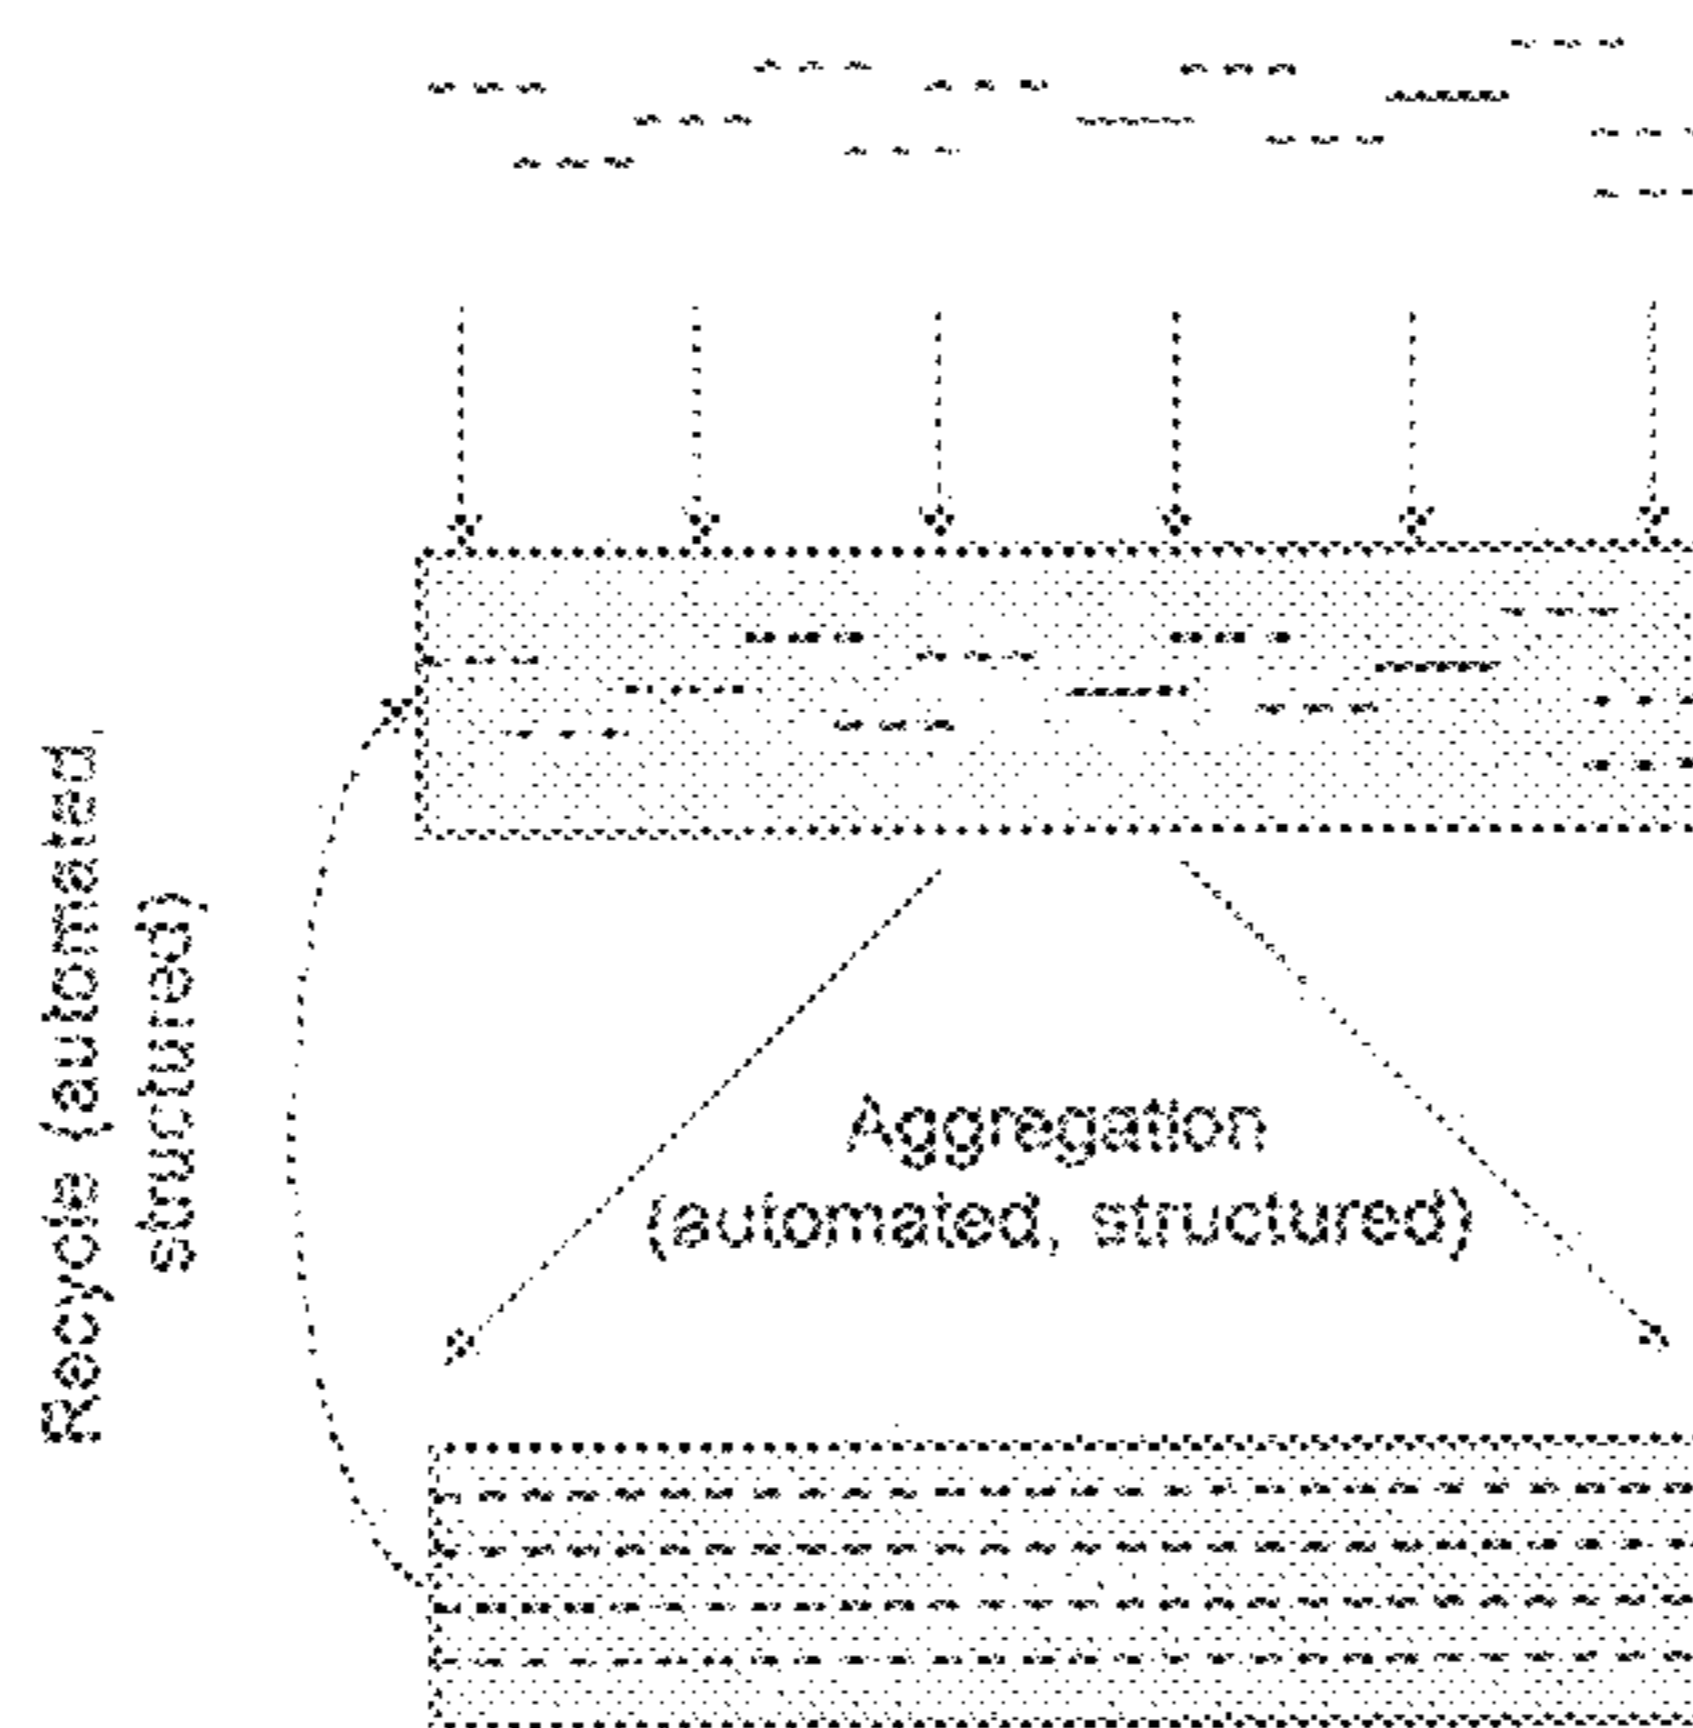 Recycle (automated,
structured)
Aggregation
(automated, structured)